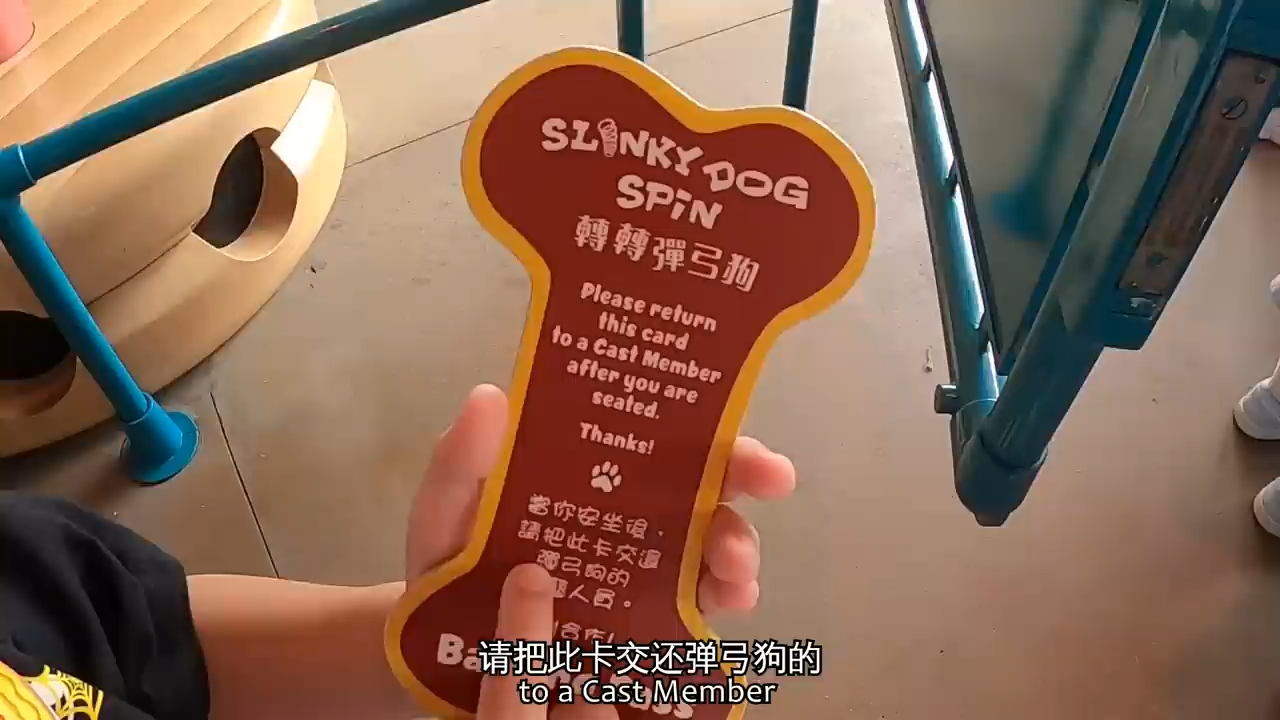 SLINKY DOG
SPIN
轉轉彈弓狗
Please return
this card
to a Cast Member
after you are
seated.
Thanks!
當你安坐後，
請把此卡交還
彈弓狗的
人員。
合作！
请把此卡交还弹弓狗的
to a Cast Member